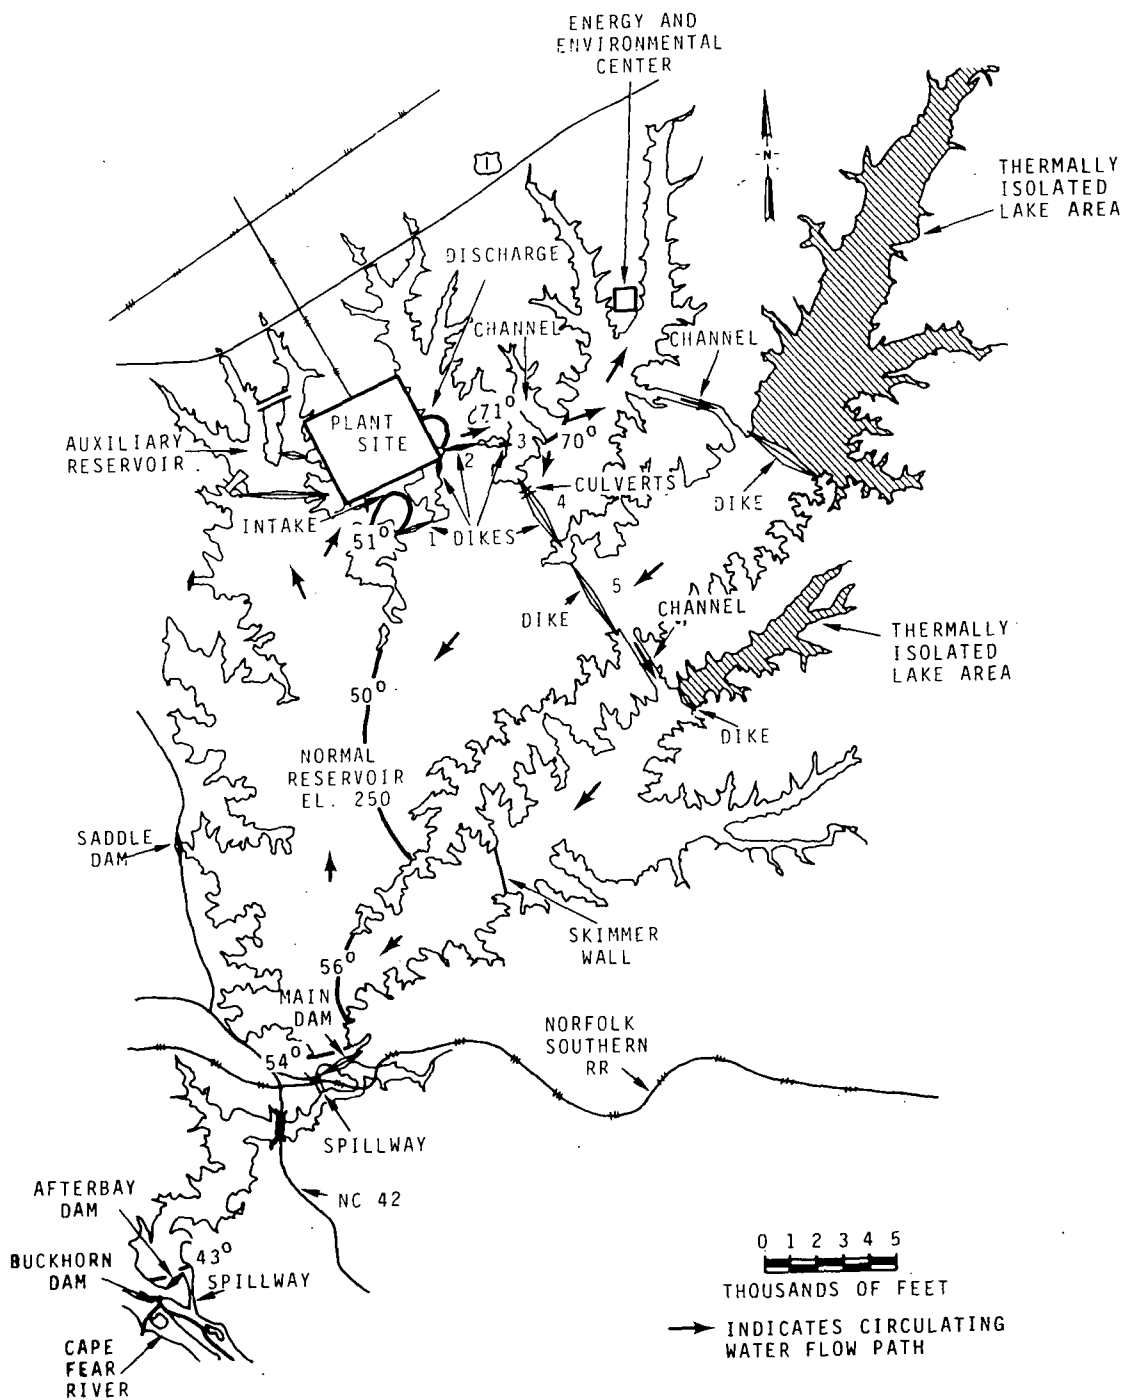 ENERGY AND
ENVIRONMENTAL
CENTER
1
N
THERMALLY
ISOLATED
LAKE AREA
DISCHARGE
CHANNEL
CHANNEL
PLANT
SITE
71°
70°
2
3
AUXILIARY
RESERVOIR
CULVERTS
4
DIKE
INTAKE
51°
1
DIKES
5
DIKE
CHANNEL
THERMALLY
ISOLATED
LAKE AREA
50°
DIKE
NORMAL
RESERVOIR
EL. 250
SADDLE
DAM
SKIMMER
WALL
56°
MAIN
DAM
NORFOLK
SOUTHERN
RR
54°
SPILLWAY
AFTERBAY
DAM
NC 42
BUCKHORN
DAM
43°
SPILLWAY
0 1 2 3 4 5
THOUSANDS OF FEET
INDICATES CIRCULATING
WATER FLOW PATH
CAPE
FEAR
RIVER